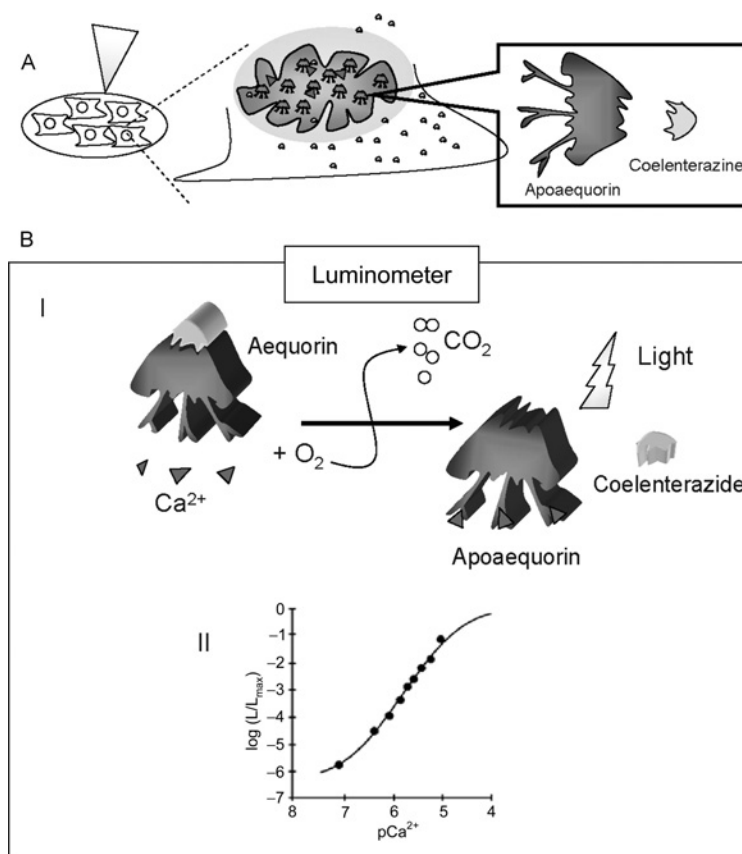 A
Coelenterazine
Apoaequorin
B
Luminometer
I
Aequorin
CO2
Light
+ O2
Ca2+
Coelenterazide
Apoaequorin
II
log (L/Lmax)
0
–1
–2
–3
–4
–5
–6
–7
8 7 6 5 4
pCa2+